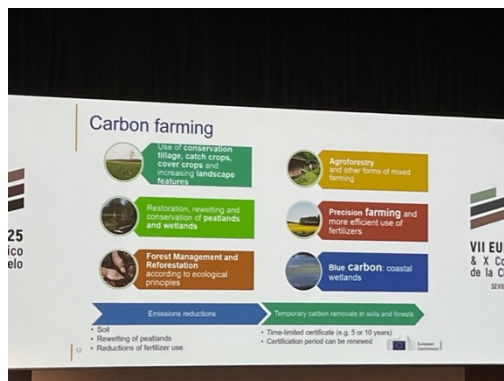 Carbon farming
Use of conservation
tillage, catch crops,
cover crops and
increasing landscape
features
Agroforestry
and other forms of mixed
farming
Restoration, rewetting and
conservation of peatlands
and wetlands
Precision farming and
more efficient use of
fertilizers
Forest Management and
Reforestation
according to ecological
principles
Blue carbon: coastal
wetlands
Emissions reductions
Temporary carbon removals in soils and forests
• Soil
• Rewetting of peatlands
• Reductions of fertilizer use
• Time-limited certificate (e.g. 5 or 10 years)
• Certification period can be renewed
12
European
Commission
25
ico
elo
VII EU
& X Co
de la C
SEVI